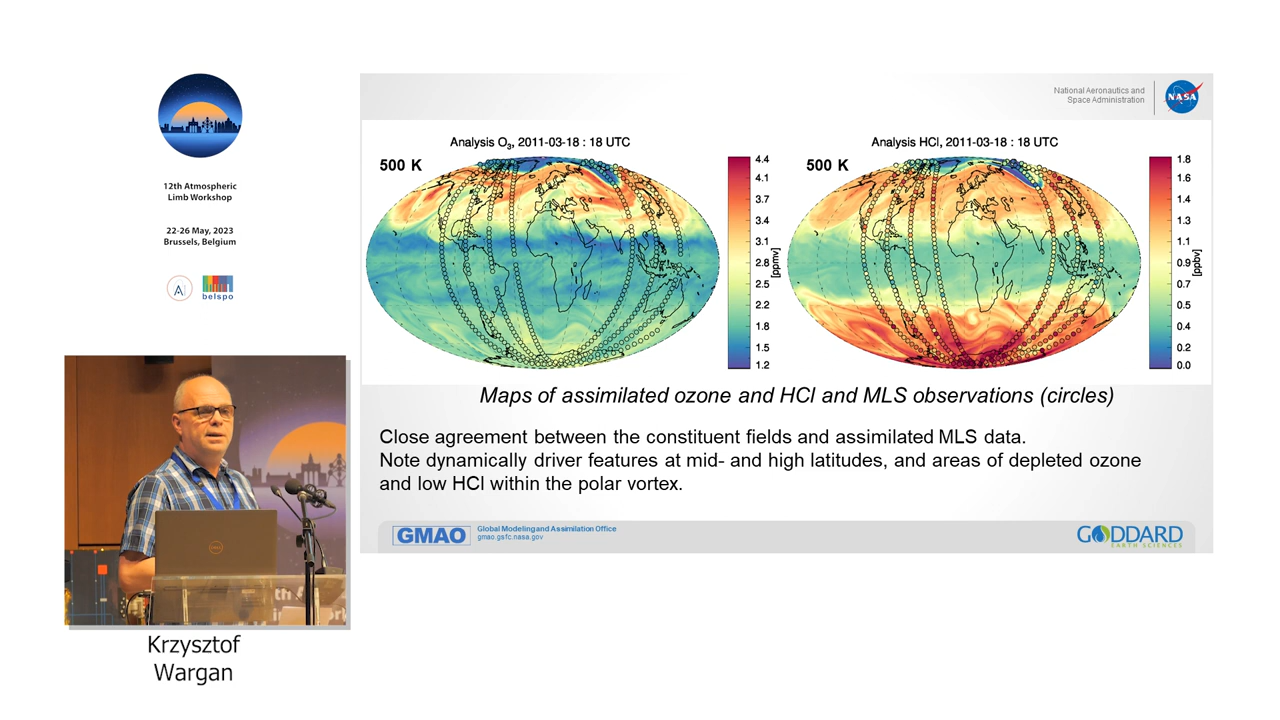 12th Atmospheric
Limb Workshop
22-26 May, 2023
Brussels, Belgium
A
belspo
Krzysztof
Wargan
National Aeronautics and
Space Administration
NASA
Analysis O3, 2011-03-18 : 18 UTC
500 K
4.4
4.1
3.7
3.4
3.1
2.8
2.5
2.2
1.8
1.5
1.2
[ppmv]
Analysis HCl, 2011-03-18 : 18 UTC
500 K
1.8
1.6
1.4
1.3
1.1
0.9
0.7
0.5
0.4
0.2
0.0
[ppbv]
Maps of assimilated ozone and HCl and MLS observations (circles)
Close agreement between the constituent fields and assimilated MLS data.
Note dynamically driver features at mid- and high latitudes, and areas of depleted ozone
and low HCl within the polar vortex.
GMAO
Global Modeling and Assimilation Office
gmao.gsfc.nasa.gov
GODDARD
EARTH SCIENCES